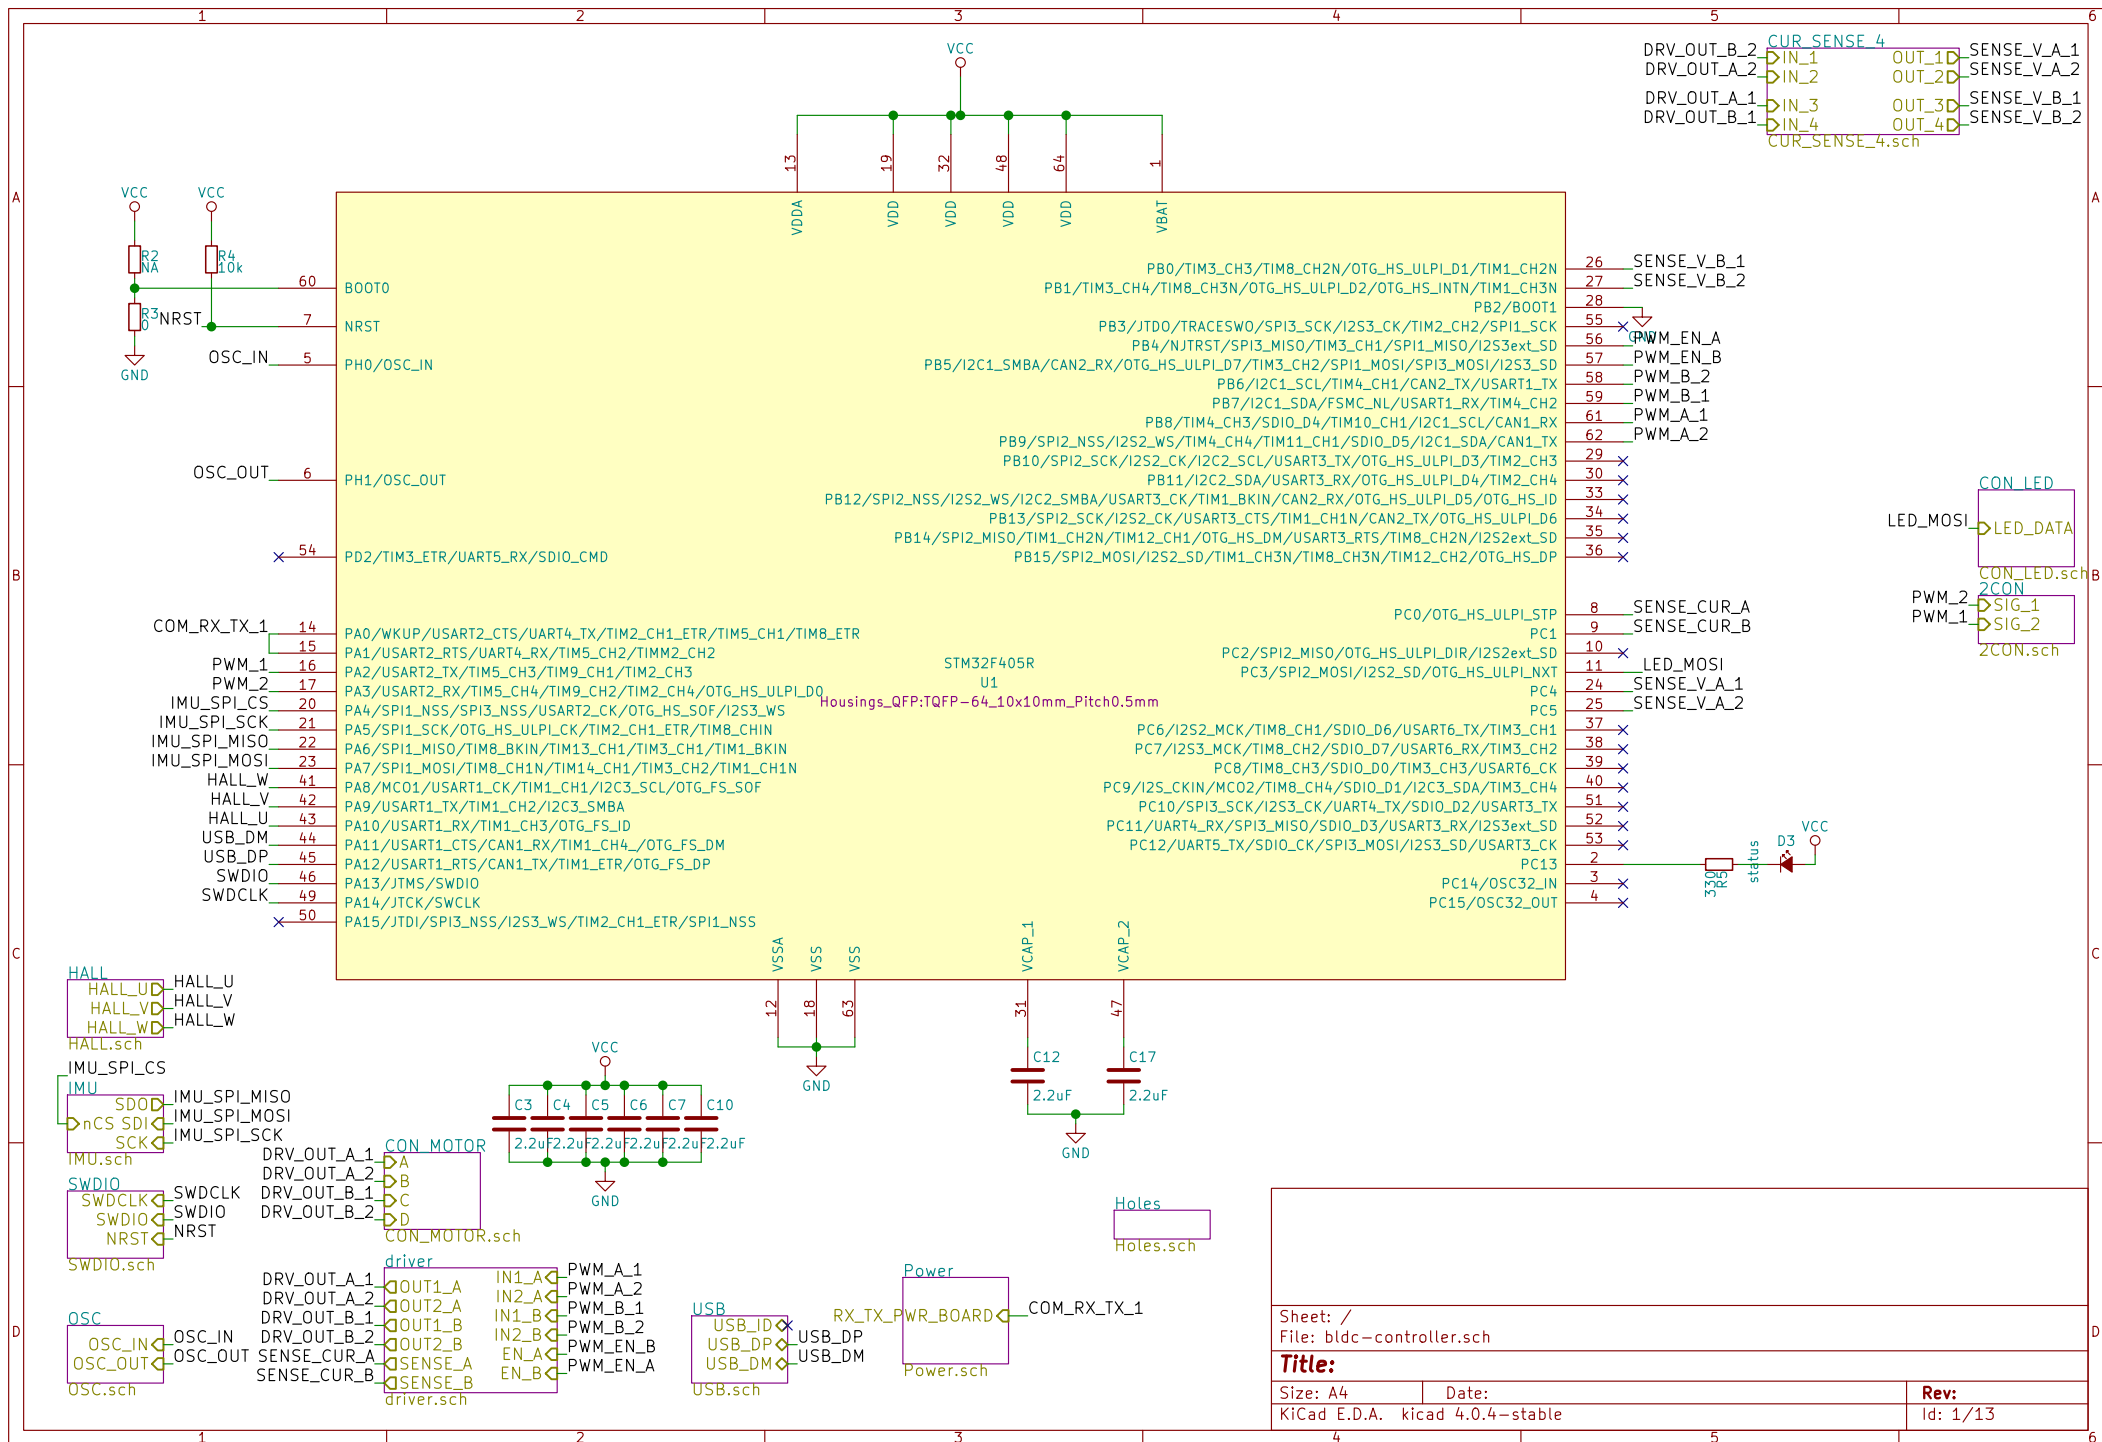 1 2 3 4 5 6
A
B
C
D
A
B
C
D
1 2 3 4 5 6
VCC
13
19
32
48
64
1
VDDA
VDD
VDD
VDD
VDD
VBAT
CUR_SENSE_4
DRV_OUT_B_2 IN_1 OUT_1 SENSE_V_A_1
DRV_OUT_A_2 IN_2 OUT_2 SENSE_V_A_2
DRV_OUT_A_1 IN_3 OUT_3 SENSE_V_B_1
DRV_OUT_B_1 IN_4 OUT_4 SENSE_V_B_2
CUR_SENSE_4.sch
VCC
VCC
R2
NA
R4
10k
R3
0
NRST
GND
60 BOOT0
7 NRST
OSC_IN 5 PH0/OSC_IN
OSC_OUT 6 PH1/OSC_OUT
54 PD2/TIM3_ETR/UART5_RX/SDIO_CMD
COM_RX_TX_1 14 PA0/WKUP/USART2_CTS/UART4_TX/TIM2_CH1_ETR/TIM5_CH1/TIM8_ETR
15 PA1/USART2_RTS/UART4_RX/TIM5_CH2/TIMM2_CH2
PWM_1 16 PA2/USART2_TX/TIM5_CH3/TIM9_CH1/TIM2_CH3
PWM_2 17 PA3/USART2_RX/TIM5_CH4/TIM9_CH2/TIM2_CH4/OTG_HS_ULPI_D0
IMU_SPI_CS 20 PA4/SPI1_NSS/SPI3_NSS/USART2_CK/OTG_HS_SOF/I2S3_WS
IMU_SPI_SCK 21 PA5/SPI1_SCK/OTG_HS_ULPI_CK/TIM2_CH1_ETR/TIM8_CHIN
IMU_SPI_MISO 22 PA6/SPI1_MISO/TIM8_BKIN/TIM13_CH1/TIM3_CH1/TIM1_BKIN
IMU_SPI_MOSI 23 PA7/SPI1_MOSI/TIM8_CH1N/TIM14_CH1/TIM3_CH2/TIM1_CH1N
HALL_W 41 PA8/MCO1/USART1_CK/TIM1_CH1/I2C3_SCL/OTG_FS_SOF
HALL_V 42 PA9/USART1_TX/TIM1_CH2/I2C3_SMBA
HALL_U 43 PA10/USART1_RX/TIM1_CH3/OTG_FS_ID
USB_DM 44 PA11/USART1_CTS/CAN1_RX/TIM1_CH4_/OTG_FS_DM
USB_DP 45 PA12/USART1_RTS/CAN1_TX/TIM1_ETR/OTG_FS_DP
SWDIO 46 PA13/JTMS/SWDIO
SWDCLK 49 PA14/JTCK/SWCLK
50 PA15/JTDI/SPI3_NSS/I2S3_WS/TIM2_CH1_ETR/SPI1_NSS
STM32F405R
U1
Housings_QFP:TQFP-64_10x10mm_Pitch0.5mm
PB0/TIM3_CH3/TIM8_CH2N/OTG_HS_ULPI_D1/TIM1_CH2N 26 SENSE_V_B_1
PB1/TIM3_CH4/TIM8_CH3N/OTG_HS_ULPI_D2/OTG_HS_INTN/TIM1_CH3N 27 SENSE_V_B_2
PB2/BOOT1 28
GND
PB3/JTDO/TRACESWO/SPI3_SCK/I2S3_CK/TIM2_CH2/SPI1_SCK 55
PB4/NJTRST/SPI3_MISO/TIM3_CH1/SPI1_MISO/I2S3ext_SD 56 PWM_EN_A
PB5/I2C1_SMBA/CAN2_RX/OTG_HS_ULPI_D7/TIM3_CH2/SPI1_MOSI/SPI3_MOSI/I2S3_SD 57 PWM_EN_B
PB6/I2C1_SCL/TIM4_CH1/CAN2_TX/USART1_TX 58 PWM_B_2
PB7/I2C1_SDA/FSMC_NL/USART1_RX/TIM4_CH2 59 PWM_B_1
PB8/TIM4_CH3/SDIO_D4/TIM10_CH1/I2C1_SCL/CAN1_RX 61 PWM_A_1
PB9/SPI2_NSS/I2S2_WS/TIM4_CH4/TIM11_CH1/SDIO_D5/I2C1_SDA/CAN1_TX 62 PWM_A_2
PB10/SPI2_SCK/I2S2_CK/I2C2_SCL/USART3_TX/OTG_HS_ULPI_D3/TIM2_CH3 29
PB11/I2C2_SDA/USART3_RX/OTG_HS_ULPI_D4/TIM2_CH4 30
PB12/SPI2_NSS/I2S2_WS/I2C2_SMBA/USART3_CK/TIM1_BKIN/CAN2_RX/OTG_HS_ULPI_D5/OTG_HS_ID 33
PB13/SPI2_SCK/I2S2_CK/USART3_CTS/TIM1_CH1N/CAN2_TX/OTG_HS_ULPI_D6 34
PB14/SPI2_MISO/TIM1_CH2N/TIM12_CH1/OTG_HS_DM/USART3_RTS/TIM8_CH2N/I2S2ext_SD 35
PB15/SPI2_MOSI/I2S2_SD/TIM1_CH3N/TIM8_CH3N/TIM12_CH2/OTG_HS_DP 36
PC0/OTG_HS_ULPI_STP 8 SENSE_CUR_A
PC1 9 SENSE_CUR_B
PC2/SPI2_MISO/OTG_HS_ULPI_DIR/I2S2ext_SD 10
PC3/SPI2_MOSI/I2S2_SD/OTG_HS_ULPI_NXT 11 LED_MOSI
PC4 24 SENSE_V_A_1
PC5 25 SENSE_V_A_2
PC6/I2S2_MCK/TIM8_CH1/SDIO_D6/USART6_TX/TIM3_CH1 37
PC7/I2S3_MCK/TIM8_CH2/SDIO_D7/USART6_RX/TIM3_CH2 38
PC8/TIM8_CH3/SDIO_D0/TIM3_CH3/USART6_CK 39
PC9/I2S_CKIN/MCO2/TIM8_CH4/SDIO_D1/I2C3_SDA/TIM3_CH4 40
PC10/SPI3_SCK/I2S3_CK/UART4_TX/SDIO_D2/USART3_TX 51
PC11/UART4_RX/SPI3_MISO/SDIO_D3/USART3_RX/I2S3ext_SD 52
PC12/UART5_TX/SDIO_CK/SPI3_MOSI/I2S3_SD/USART3_CK 53
PC13 2
PC14/OSC32_IN 3
PC15/OSC32_OUT 4
330
R5
status
D3
VCC
CON_LED
LED_MOSI LED_DATA
CON_LED.sch
2CON
PWM_2 SIG_1
PWM_1 SIG_2
2CON.sch
VSSA
VSS
VSS
VCAP_1
VCAP_2
12
18
63
31
47
GND
C12
2.2uF
C17
2.2uF
GND
HALL
HALL_U HALL_U
HALL_V HALL_V
HALL_W HALL_W
HALL.sch
IMU_SPI_CS
IMU
SDO IMU_SPI_MISO
nCS SDI IMU_SPI_MOSI
SCK IMU_SPI_SCK
IMU.sch
SWDIO
SWDCLK SWDCLK
SWDIO SWDIO
NRST NRST
SWDIO.sch
OSC
OSC_IN OSC_IN
OSC_OUT OSC_OUT
OSC.sch
VCC
C3 C4 C5 C6 C7 C10
2.2uF 2.2uF 2.2uF 2.2uF 2.2uF 2.2uF
GND
CON_MOTOR
DRV_OUT_A_1 A
DRV_OUT_A_2 B
DRV_OUT_B_1 C
DRV_OUT_B_2 D
CON_MOTOR.sch
driver
DRV_OUT_A_1 OUT1_A IN1_A PWM_A_1
DRV_OUT_A_2 OUT2_A IN2_A PWM_A_2
DRV_OUT_B_1 OUT1_B IN1_B PWM_B_1
DRV_OUT_B_2 OUT2_B IN2_B PWM_B_2
SENSE_CUR_A SENSE_A EN_A PWM_EN_B
SENSE_CUR_B SENSE_B EN_B PWM_EN_A
driver.sch
USB
USB_ID
USB_DP USB_DP
USB_DM USB_DM
USB.sch
Power
RX_TX_PWR_BOARD COM_RX_TX_1
Power.sch
Holes
Holes.sch
Sheet: /
File: bldc-controller.sch
Title:
Size: A4 Date: Rev:
KiCad E.D.A. kicad 4.0.4-stable Id: 1/13